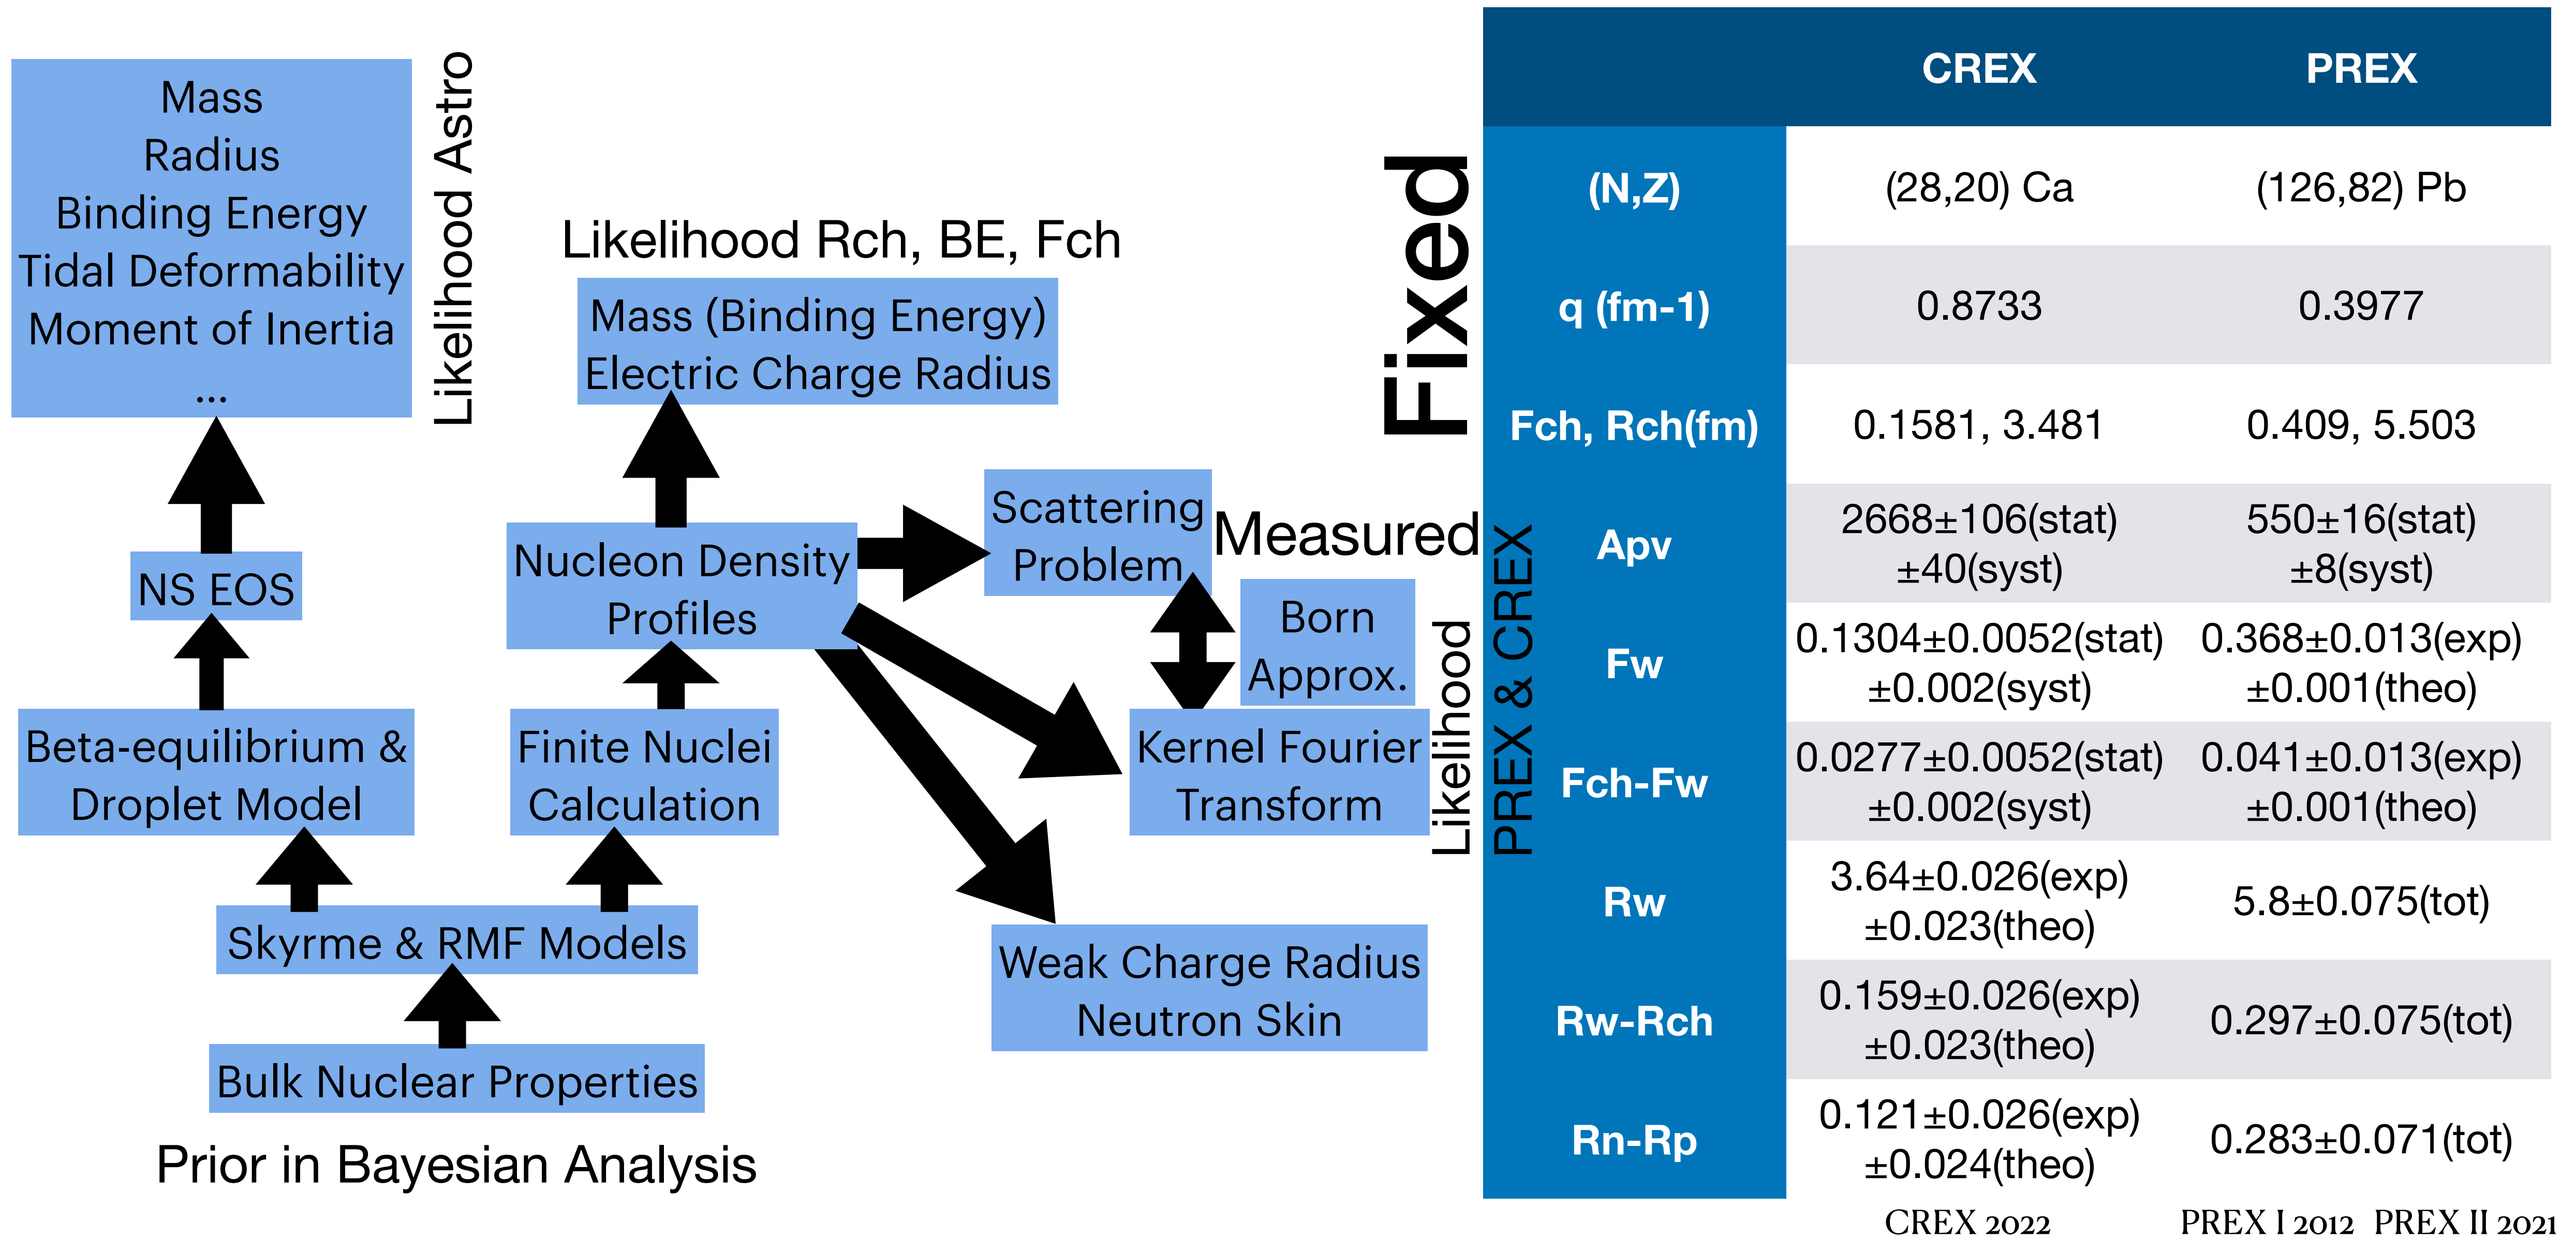 Mass
Radius
Binding Energy
Tidal Deformability
Moment of Inertia
...
Likelihood Astro
NS EOS
Beta-equilibrium &
Droplet Model
Likelihood Rch, BE, Fch
Mass (Binding Energy)
Electric Charge Radius
Nucleon Density
Profiles
Finite Nuclei
Calculation
Skyrme & RMF Models
Bulk Nuclear Properties
Prior in Bayesian Analysis
Scattering
Problem
Born
Approx.
Kernel Fourier
Transform
Weak Charge Radius
Neutron Skin
Fixed
Measured
Likelihood
PREX & CREX
CREX PREX
(N,Z) (28,20) Ca (126,82) Pb
q (fm-1) 0.8733 0.3977
Fch, Rch(fm) 0.1581, 3.481 0.409, 5.503
Apv 2668±106(stat) ±40(syst) 550±16(stat) ±8(syst)
Fw 0.1304±0.0052(stat) ±0.002(syst) 0.368±0.013(exp) ±0.001(theo)
Fch-Fw 0.0277±0.0052(stat) ±0.002(syst) 0.041±0.013(exp) ±0.001(theo)
Rw 3.64±0.026(exp) ±0.023(theo) 5.8±0.075(tot)
Rw-Rch 0.159±0.026(exp) ±0.023(theo) 0.297±0.075(tot)
Rn-Rp 0.121±0.026(exp) ±0.024(theo) 0.283±0.071(tot)
CREX 2022 PREX I 2012 PREX II 2021